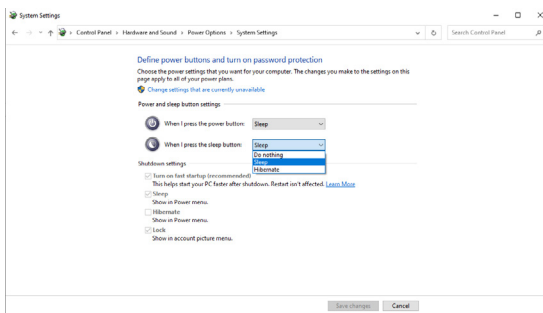 System Settings
Control Panel > Hardware and Sound > Power Options > System Settings
Search Control Panel
Define power buttons and turn on password protection
Choose the power settings that you want for your computer. The changes you make to the settings on this
page apply to all of your power plans.
Change settings that are currently unavailable
Power and sleep button settings
When I press the power button: Sleep
When I press the sleep button: Sleep
Do nothing
Sleep
Hibernate
Shutdown settings
Turn on fast startup (recommended)
This helps start your PC faster after shutdown. Restart isn't affected. Learn More
Sleep
Show in Power menu.
Hibernate
Show in Power menu.
Lock
Show in account picture menu.
Save changes Cancel